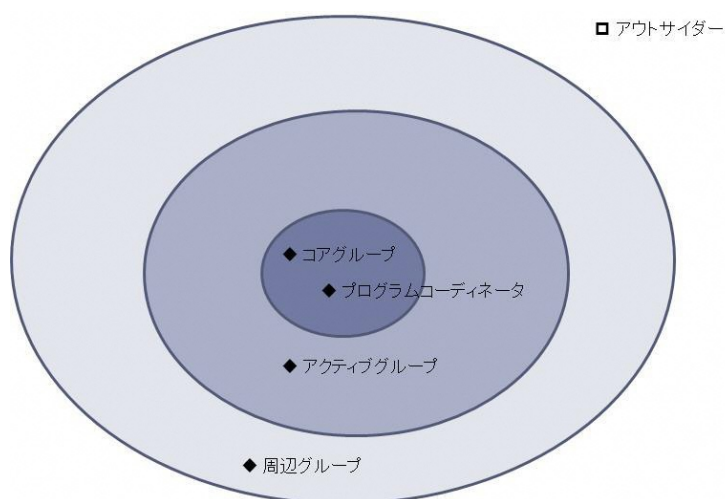 アウトサイダー
コアグループ
プログラムコーディネータ
アクティブグループ
周辺グループ